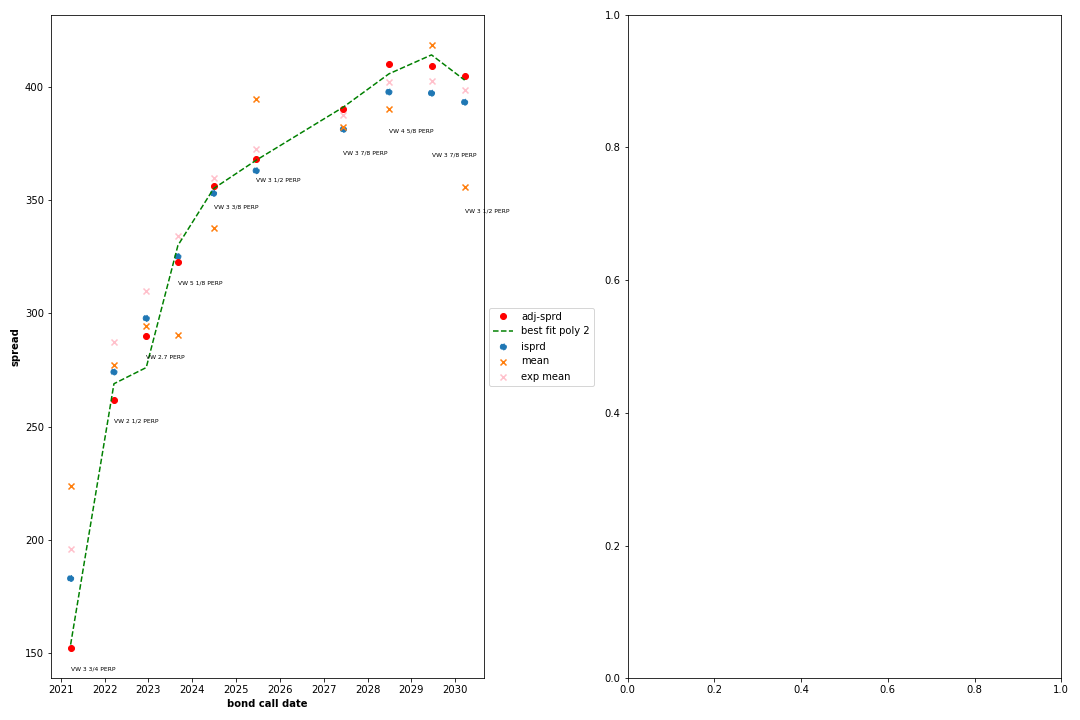 400
350
300
250
200
150
spread
2021 2022 2023 2024 2025 2026 2027 2028 2029 2030
bond call date
VW 3 3/4 PERP
VW 2 1/2 PERP
VW 2.7 PERP
VW 5 1/8 PERP
VW 3 3/8 PERP
VW 3 1/2 PERP
VW 3 7/8 PERP
VW 4 5/8 PERP
VW 3 7/8 PERP
VW 3 1/2 PERP
adj-sprd
best fit poly 2
isprd
mean
exp mean
1.0
0.8
0.6
0.4
0.2
0.0
0.0 0.2 0.4 0.6 0.8 1.0